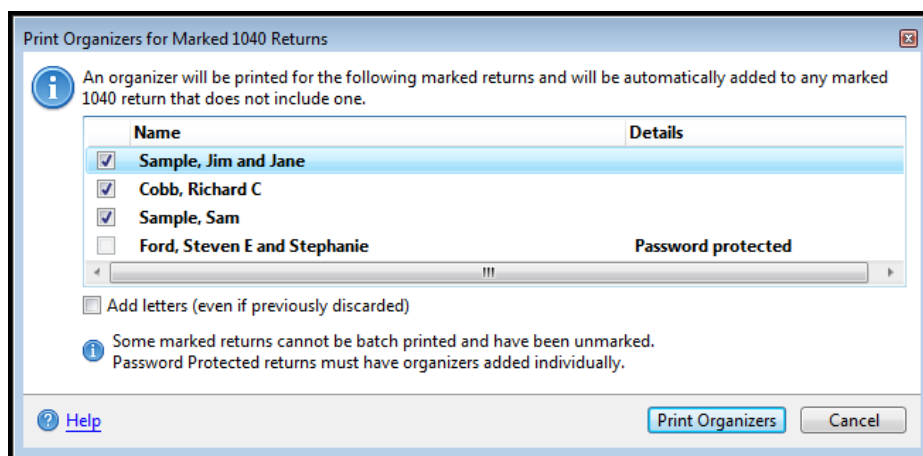 Print Organizers for Marked 1040 Returns
An organizer will be printed for the following marked returns and will be automatically added to any marked
1040 return that does not include one.
Name Details
Sample, Jim and Jane
Cobb, Richard C
Sample, Sam
Ford, Steven E and Stephanie Password protected
Add letters (even if previously discarded)
Some marked returns cannot be batch printed and have been unmarked.
Password Protected returns must have organizers added individually.
Help Print Organizers Cancel